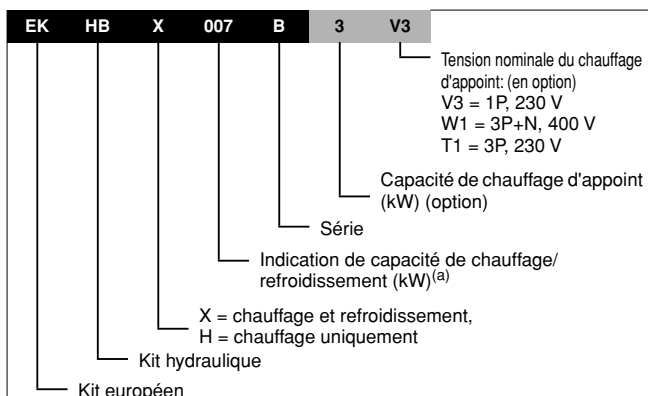 EK HB X 007 B 3 V3
Tension nominale du chauffage
d'appoint: (en option)
V3 = 1P, 230 V
W1 = 3P+N, 400 V
T1 = 3P, 230 V
Capacité de chauffage d'appoint
(kW) (option)
Série
Indication de capacité de chauffage/
refroidissement (kW)(a)
X = chauffage et refroidissement,
H = chauffage uniquement
Kit hydraulique
Kit européen